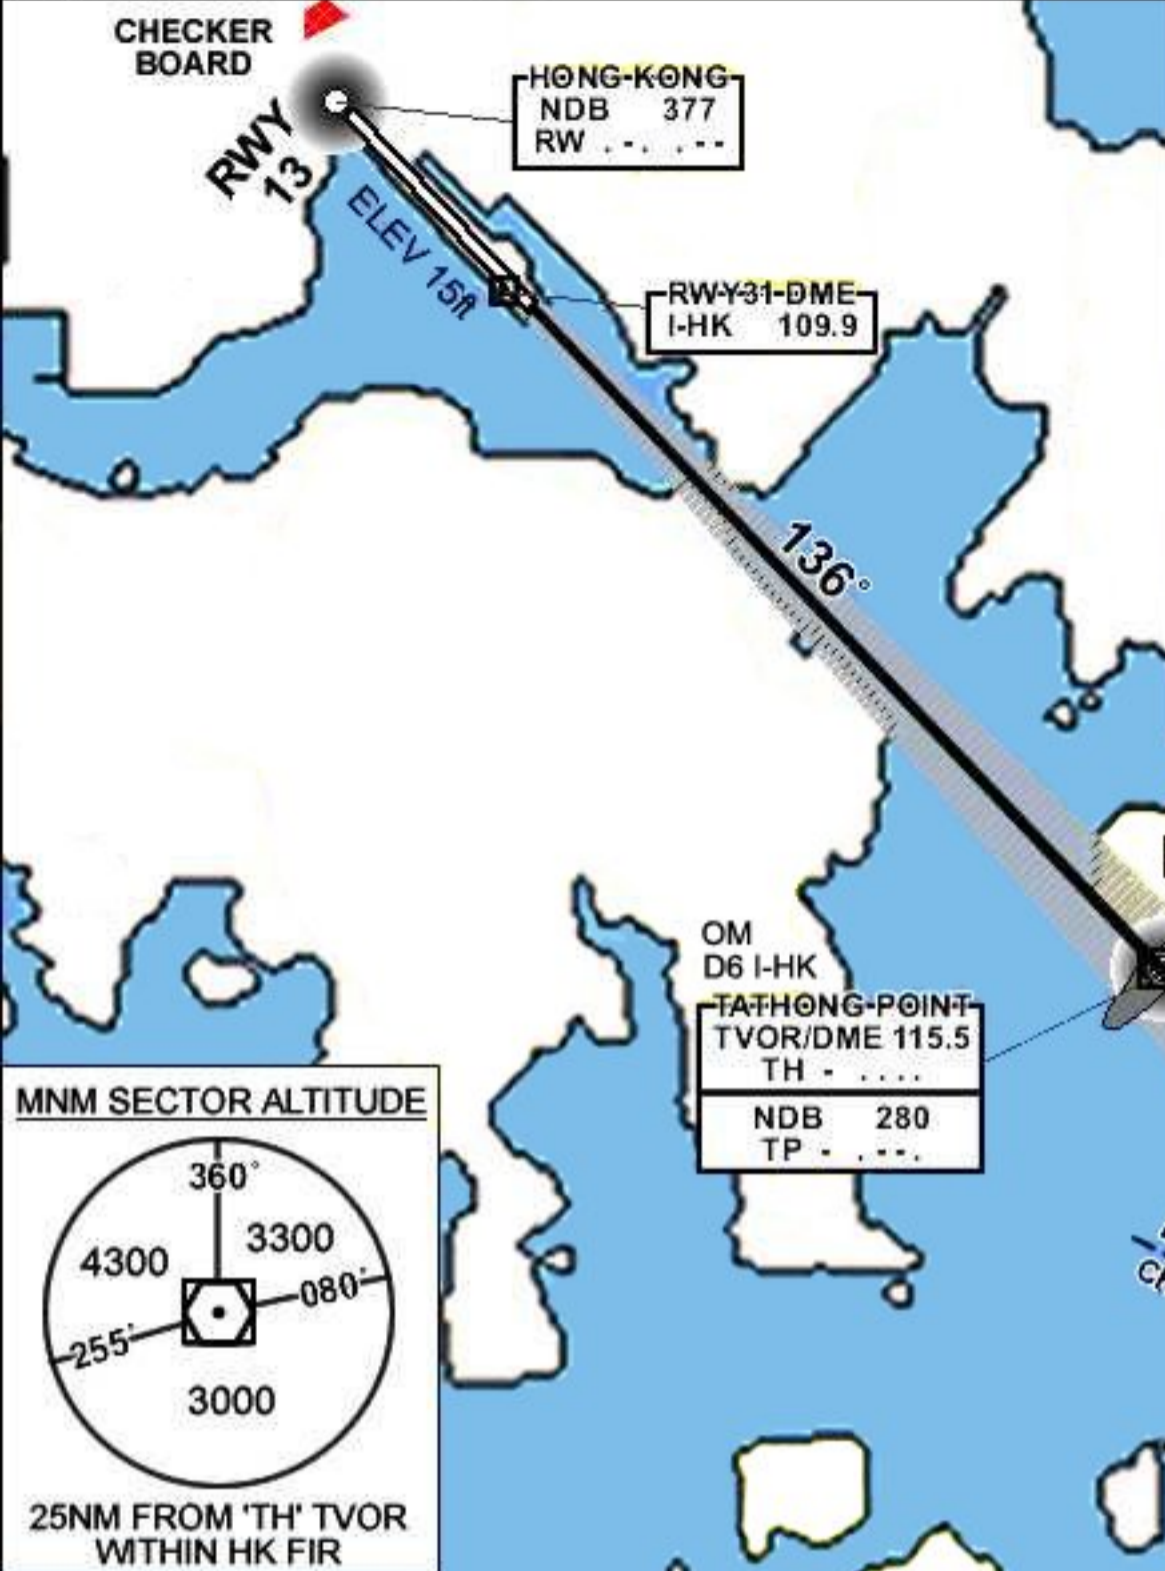 CHECKER
BOARD
HONG-KONG
NDB 377
RW . - . . - -
RWY
13
ELEV 15ft
RWY31-DME
I-HK 109.9
136°
OM
D6 I-HK
TATHONG-POINT
TVOR/DME 115.5
TH - . . . .
NDB 280
TP - . - - .
MNM SECTOR ALTITUDE
360°
3300
4300
080°
255°
3000
25NM FROM 'TH' TVOR
WITHIN HK FIR